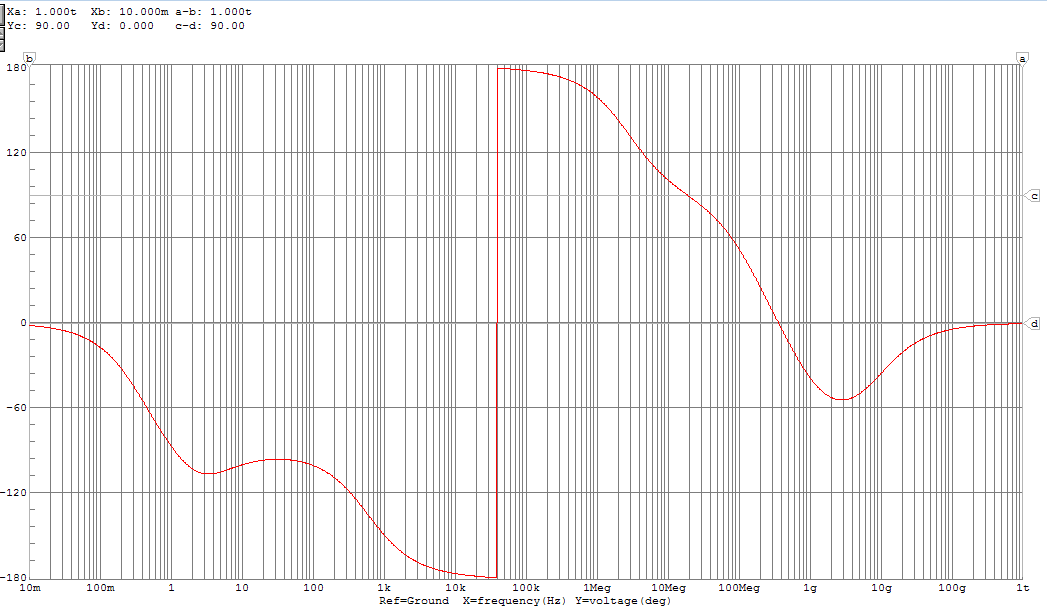 Xa: 1.000t Xb: 10.000m a-b: 1.000t
Yc: 90.00 Yd: 0.000 c-d: 90.00
b a
180
120
c
60
0 d
-60
-120
-180
10m 100m 1 10 100 1k 10k 100k 1Meg 10Meg 100Meg 1g 10g 100g 1t
Ref=Ground X=frequency(Hz) Y=voltage(deg)